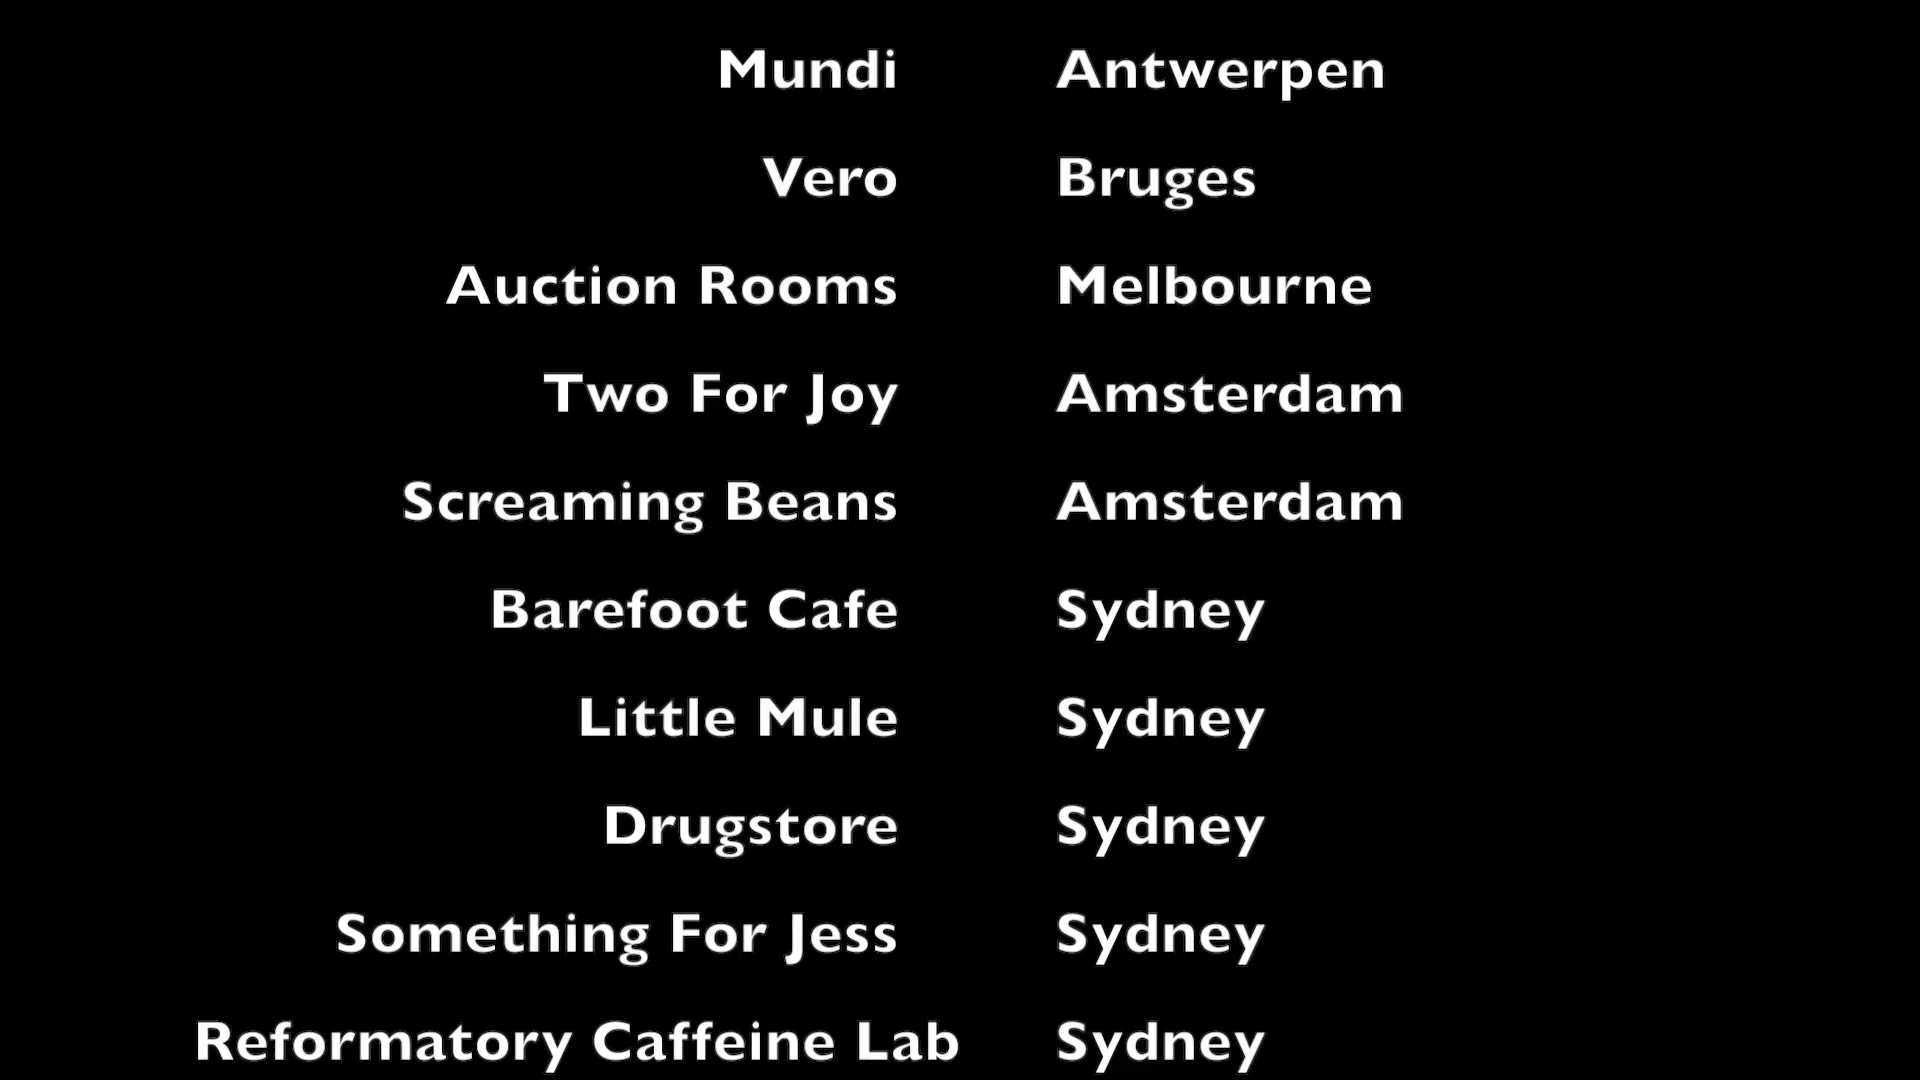 Mundi Antwerpen
Vero Bruges
Auction Rooms Melbourne
Two For Joy Amsterdam
Screaming Beans Amsterdam
Barefoot Cafe Sydney
Little Mule Sydney
Drugstore Sydney
Something For Jess Sydney
Reformatory Caffeine Lab Sydney